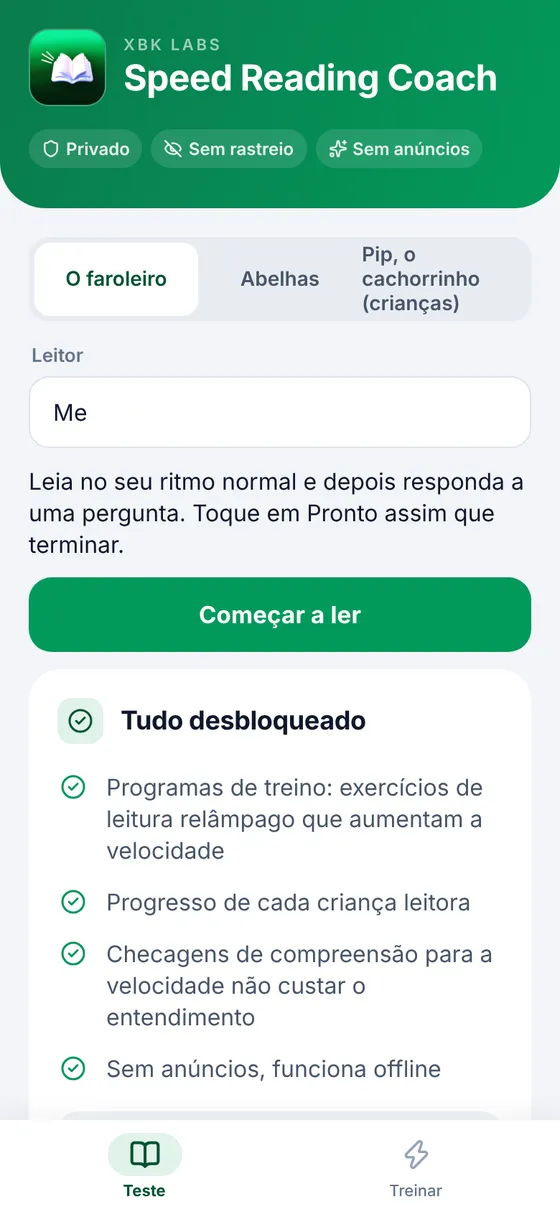 XBK LABS
Speed Reading Coach
Privado
Sem rastreio
Sem anúncios
O faroleiro
Abelhas
Pip, o
cachorrinho
(crianças)
Leitor
Me
Leia no seu ritmo normal e depois responda a
uma pergunta. Toque em Pronto assim que
terminar.
Começar a ler
Tudo desbloqueado
Programas de treino: exercícios de
leitura relâmpago que aumentam a
velocidade
Progresso de cada criança leitora
Checagens de compreensão para a
velocidade não custar o
entendimento
Sem anúncios, funciona offline
Teste
Treinar